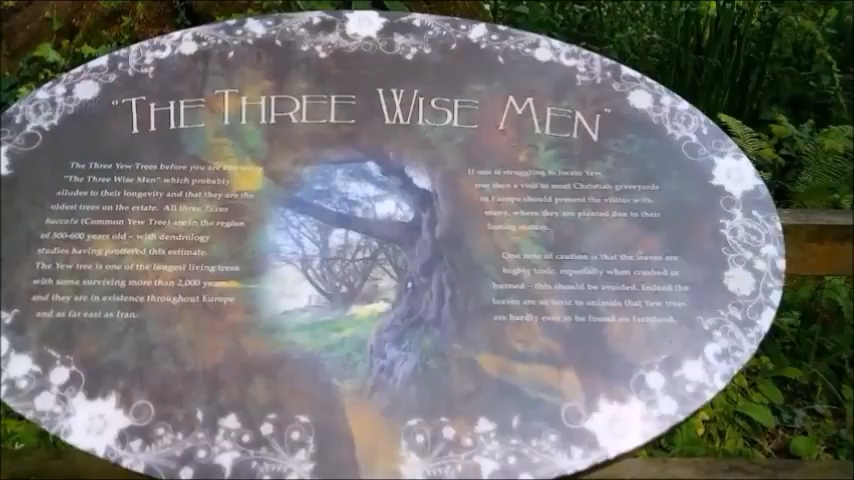 "THE THREE WISE MEN"
The Three Yew Trees before you are known as
"The Three Wise Men" which probably
alludes to their longevity and that they are the
oldest trees on the estate. All three Taxus
baccata (Common Yew Tree) are in the region
of 500-600 years old – with dendrology
studies having proffered this estimate.
The Yew tree is one of the longest living trees
with some surviving more than 2,000 years
and they are in existence throughout Europe
and as far east as Iran.
If one is struggling to locate Yew,
then a visit to most Christian graveyards
in Europe should present the visitor with
many, where they are planted due to their
lasting
One note of caution is that the leaves are
highly toxic, especially when crushed or
burned – this should be avoided. Indeed the
leaves are so toxic to animals that Yew trees
are hardly ever to be found on farmland.